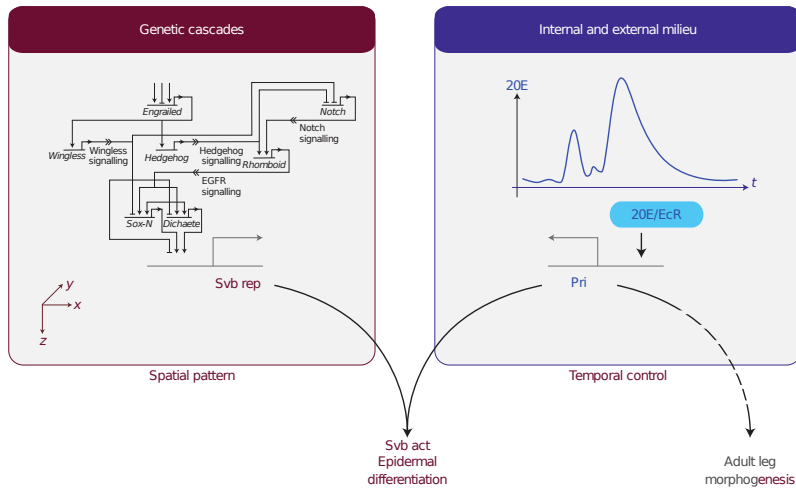 Genetic cascades
Engrailed
Notch
Notch
signalling
Wingless
Wingless
signalling
Hedgehog
Hedgehog
signalling
Rhomboid
EGFR
signalling
Sox-N
Dichaete
Svb rep
y
x
z
Spatial pattern
Internal and external milieu
20E
t
20E/EcR
Pri
Temporal control
Svb act
Epidermal
differentiation
Adult leg
morphogenesis